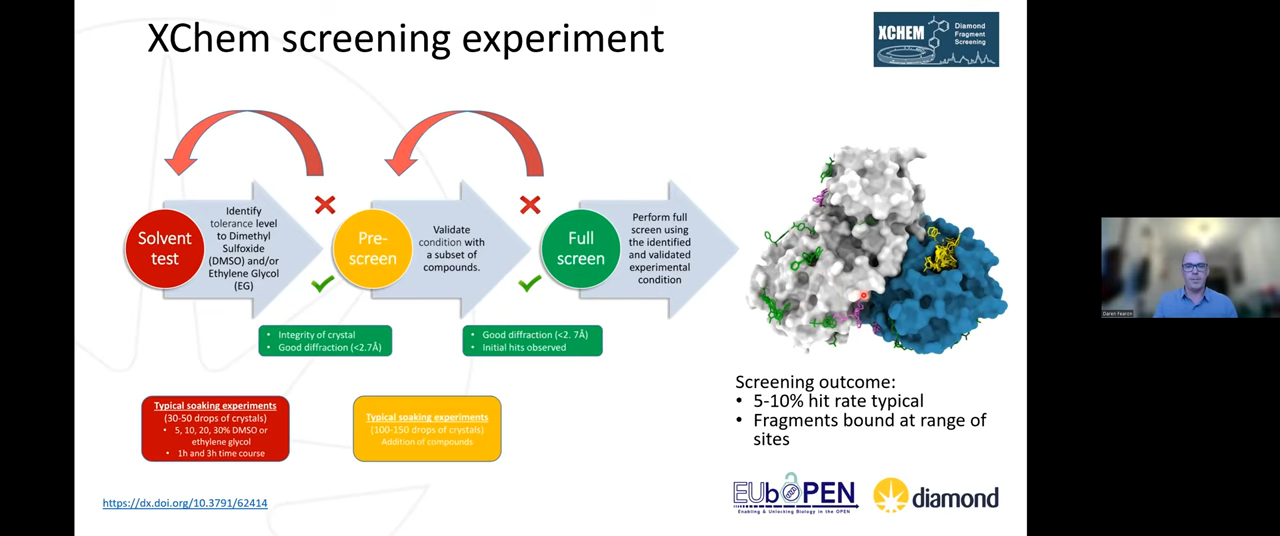 XChem screening experiment
XCHEM
Diamond
Fragment
Screening
Solvent
test
Identify
tolerance level
to Dimethyl
Sulfoxide
(DMSO) and/or
Ethylene Glycol
(EG)
Pre-
screen
Validate
condition with
a subset of
compounds.
Full
screen
Perform full
screen using
the identified
and validated
experimental
condition
• Integrity of crystal
• Good diffraction (<2.7Å)
• Good diffraction (<2. 7Å)
• Initial hits observed
Typical soaking experiments
(30-50 drops of crystals)
• 5, 10, 20, 30% DMSO or
ethylene glycol
• 1h and 3h time course
Typical soaking experiments
(100-150 drops of crystals)
Addition of compounds
Screening outcome:
• 5-10% hit rate typical
• Fragments bound at range of
sites
https://dx.doi.org/10.3791/62414
EUbOPEN
Enabling & Unlocking Biology in the OPEN
diamond
Daren Fearon